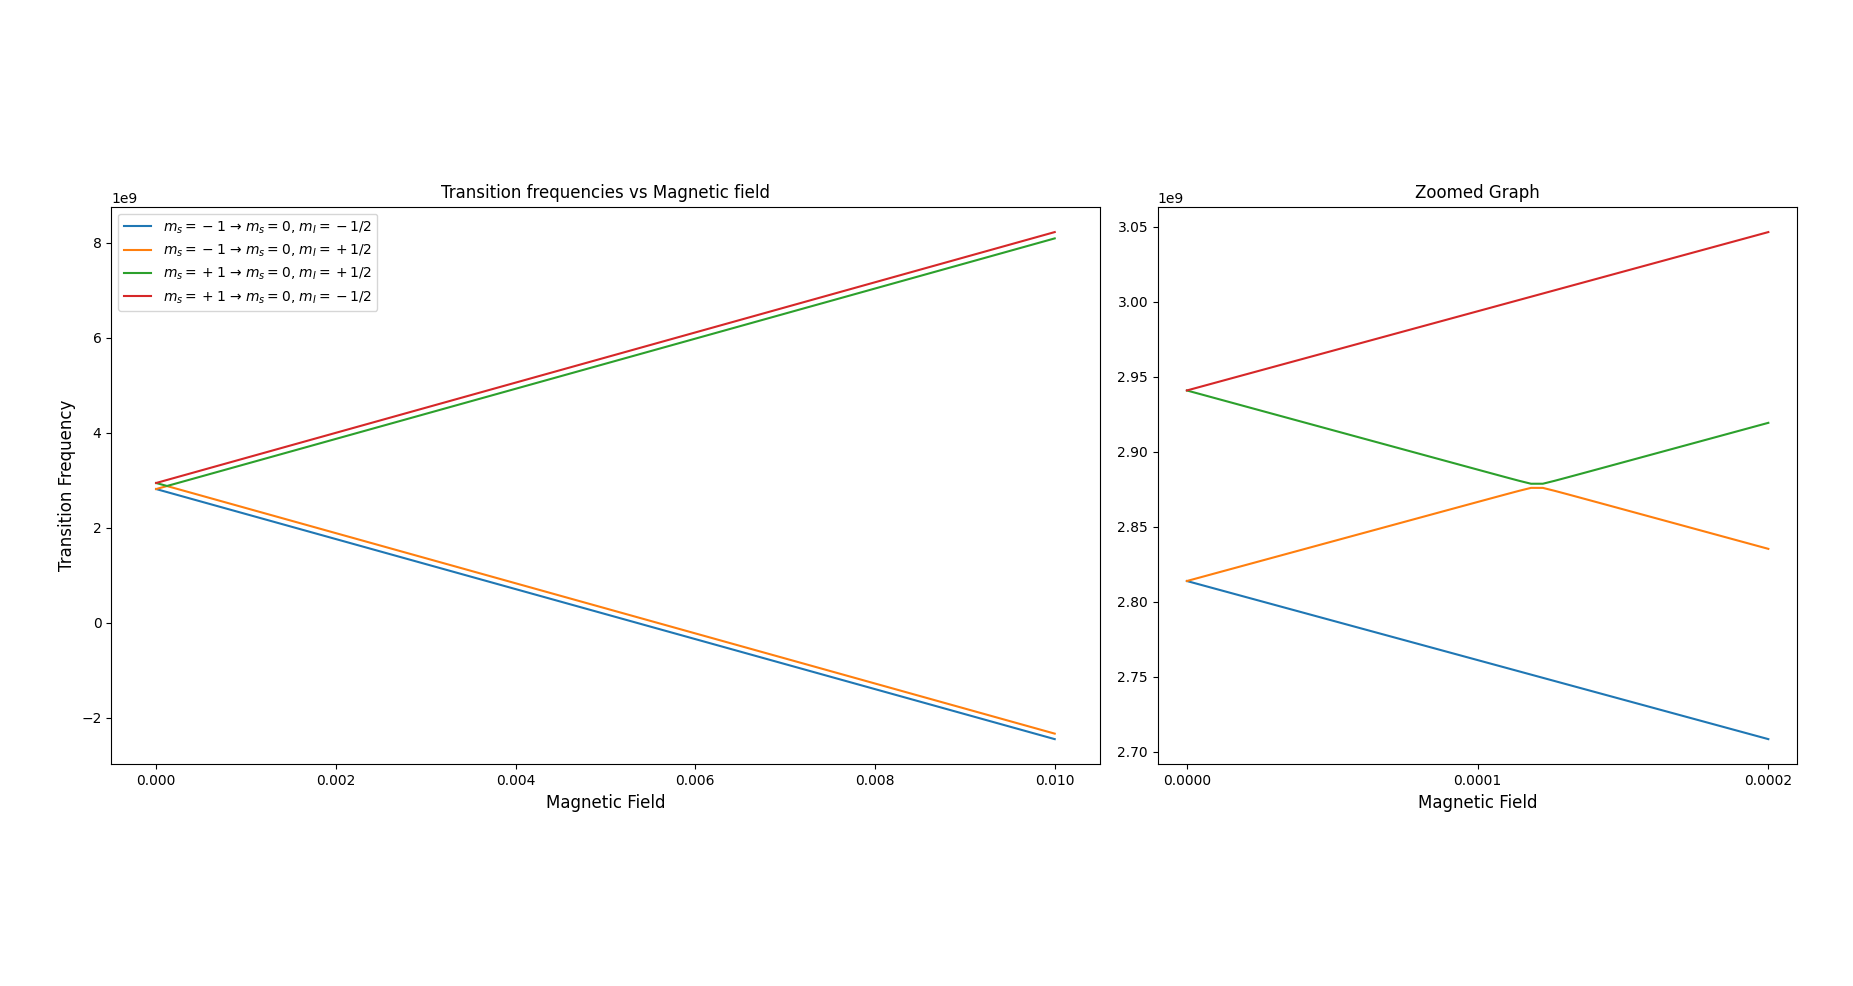 Transition frequencies vs Magnetic field
1e9
8
6
4
2
0
−2
Transition Frequency
m_s = −1 → m_s = 0, m_I = −1/2
m_s = −1 → m_s = 0, m_I = +1/2
m_s = +1 → m_s = 0, m_I = +1/2
m_s = +1 → m_s = 0, m_I = −1/2
0.000 0.002 0.004 0.006 0.008 0.010
Magnetic Field
Zoomed Graph
1e9
3.05
3.00
2.95
2.90
2.85
2.80
2.75
2.70
0.0000 0.0001 0.0002
Magnetic Field